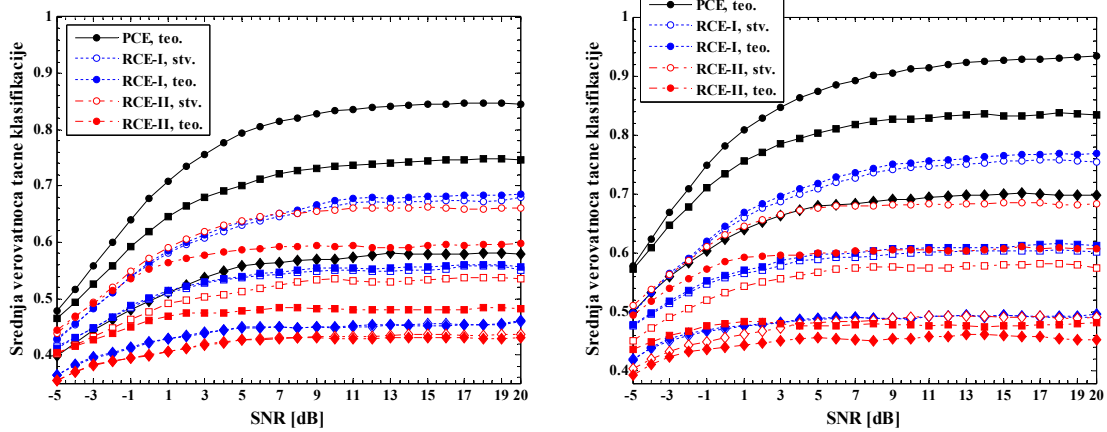 1
0.9
0.8
0.7
0.6
0.5
0.4
Srednja verovatnoca tacne klasifikacije
PCE, teo.
RCE-I, stv.
RCE-I, teo.
RCE-II, stv.
RCE-II, teo.
-5 -3 -1 1 3 5 7 9 11 13 15 17 19 20
SNR [dB]
1
0.9
0.8
0.7
0.6
0.5
0.4
Srednja verovatnoca tacne klasifikacije
PCE, teo.
RCE-I, stv.
RCE-I, teo.
RCE-II, stv.
RCE-II, teo.
-5 -3 -1 1 3 5 7 9 11 13 15 17 19 20
SNR [dB]